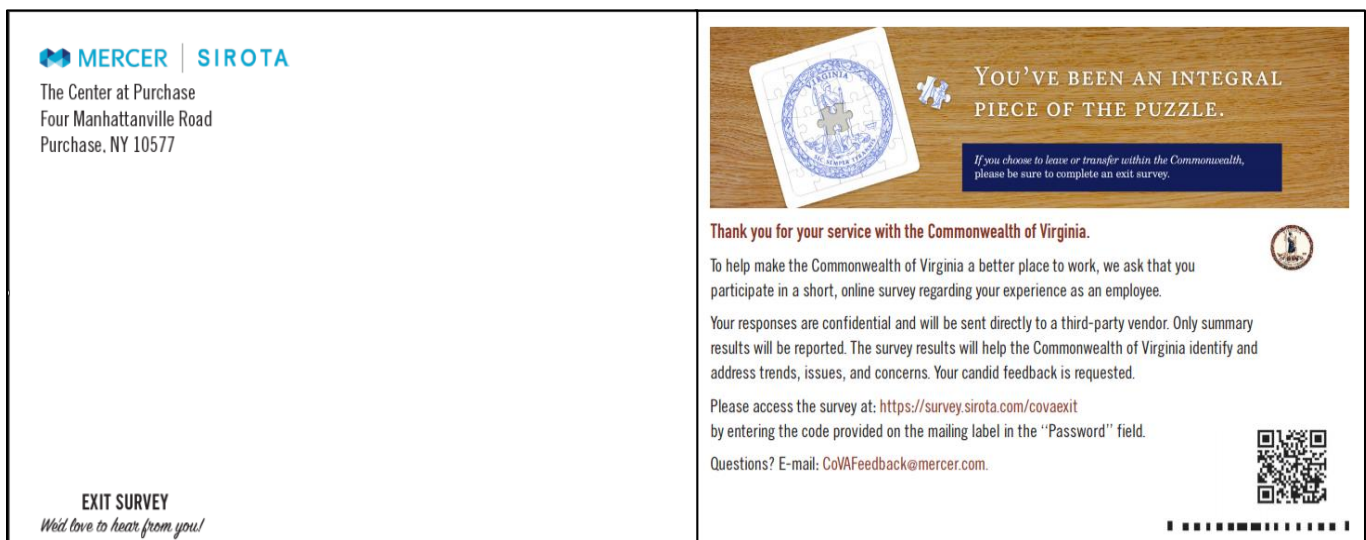 MERCER | SIROTA
The Center at Purchase
Four Manhattanville Road
Purchase, NY 10577
EXIT SURVEY
We'd love to hear from you!
VIRGINIA
SIC SEMPER TYRANNIS
YOU'VE BEEN AN INTEGRAL
PIECE OF THE PUZZLE.
If you choose to leave or transfer within the Commonwealth,
please be sure to complete an exit survey.
Thank you for your service with the Commonwealth of Virginia.
To help make the Commonwealth of Virginia a better place to work, we ask that you
participate in a short, online survey regarding your experience as an employee.
Your responses are confidential and will be sent directly to a third-party vendor. Only summary
results will be reported. The survey results will help the Commonwealth of Virginia identify and
address trends, issues, and concerns. Your candid feedback is requested.
Please access the survey at: https://survey.sirota.com/covaexit
by entering the code provided on the mailing label in the “Password” field.
Questions? E-mail: CoVAFeedback@mercer.com.